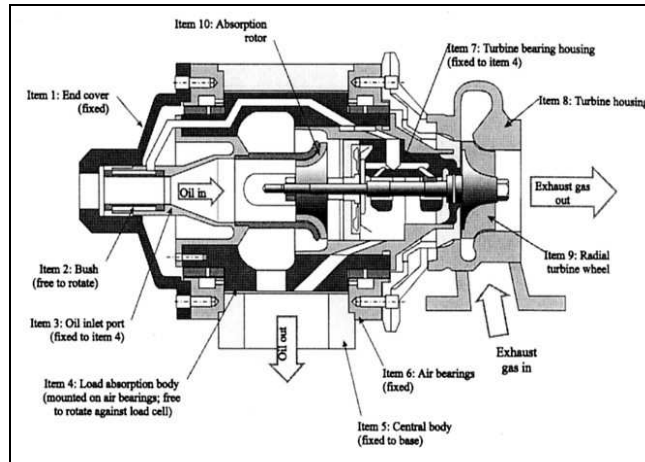 Item 10: Absorption
rotor
Item 7: Turbine bearing housing
(fixed to item 4)
Item 1: End cover
(fixed)
Item 8: Turbine housing
Oil in
Exhaust gas
out
Item 2: Bush
(free to rotate)
Item 9: Radial
turbine wheel
Item 3: Oil inlet port
(fixed to item 4)
Oil out
Item 4: Load absorption body
(mounted on air bearings; free
to rotate against load cell)
Item 6: Air bearings
(fixed)
Exhaust
gas in
Item 5: Central body
(fixed to base)